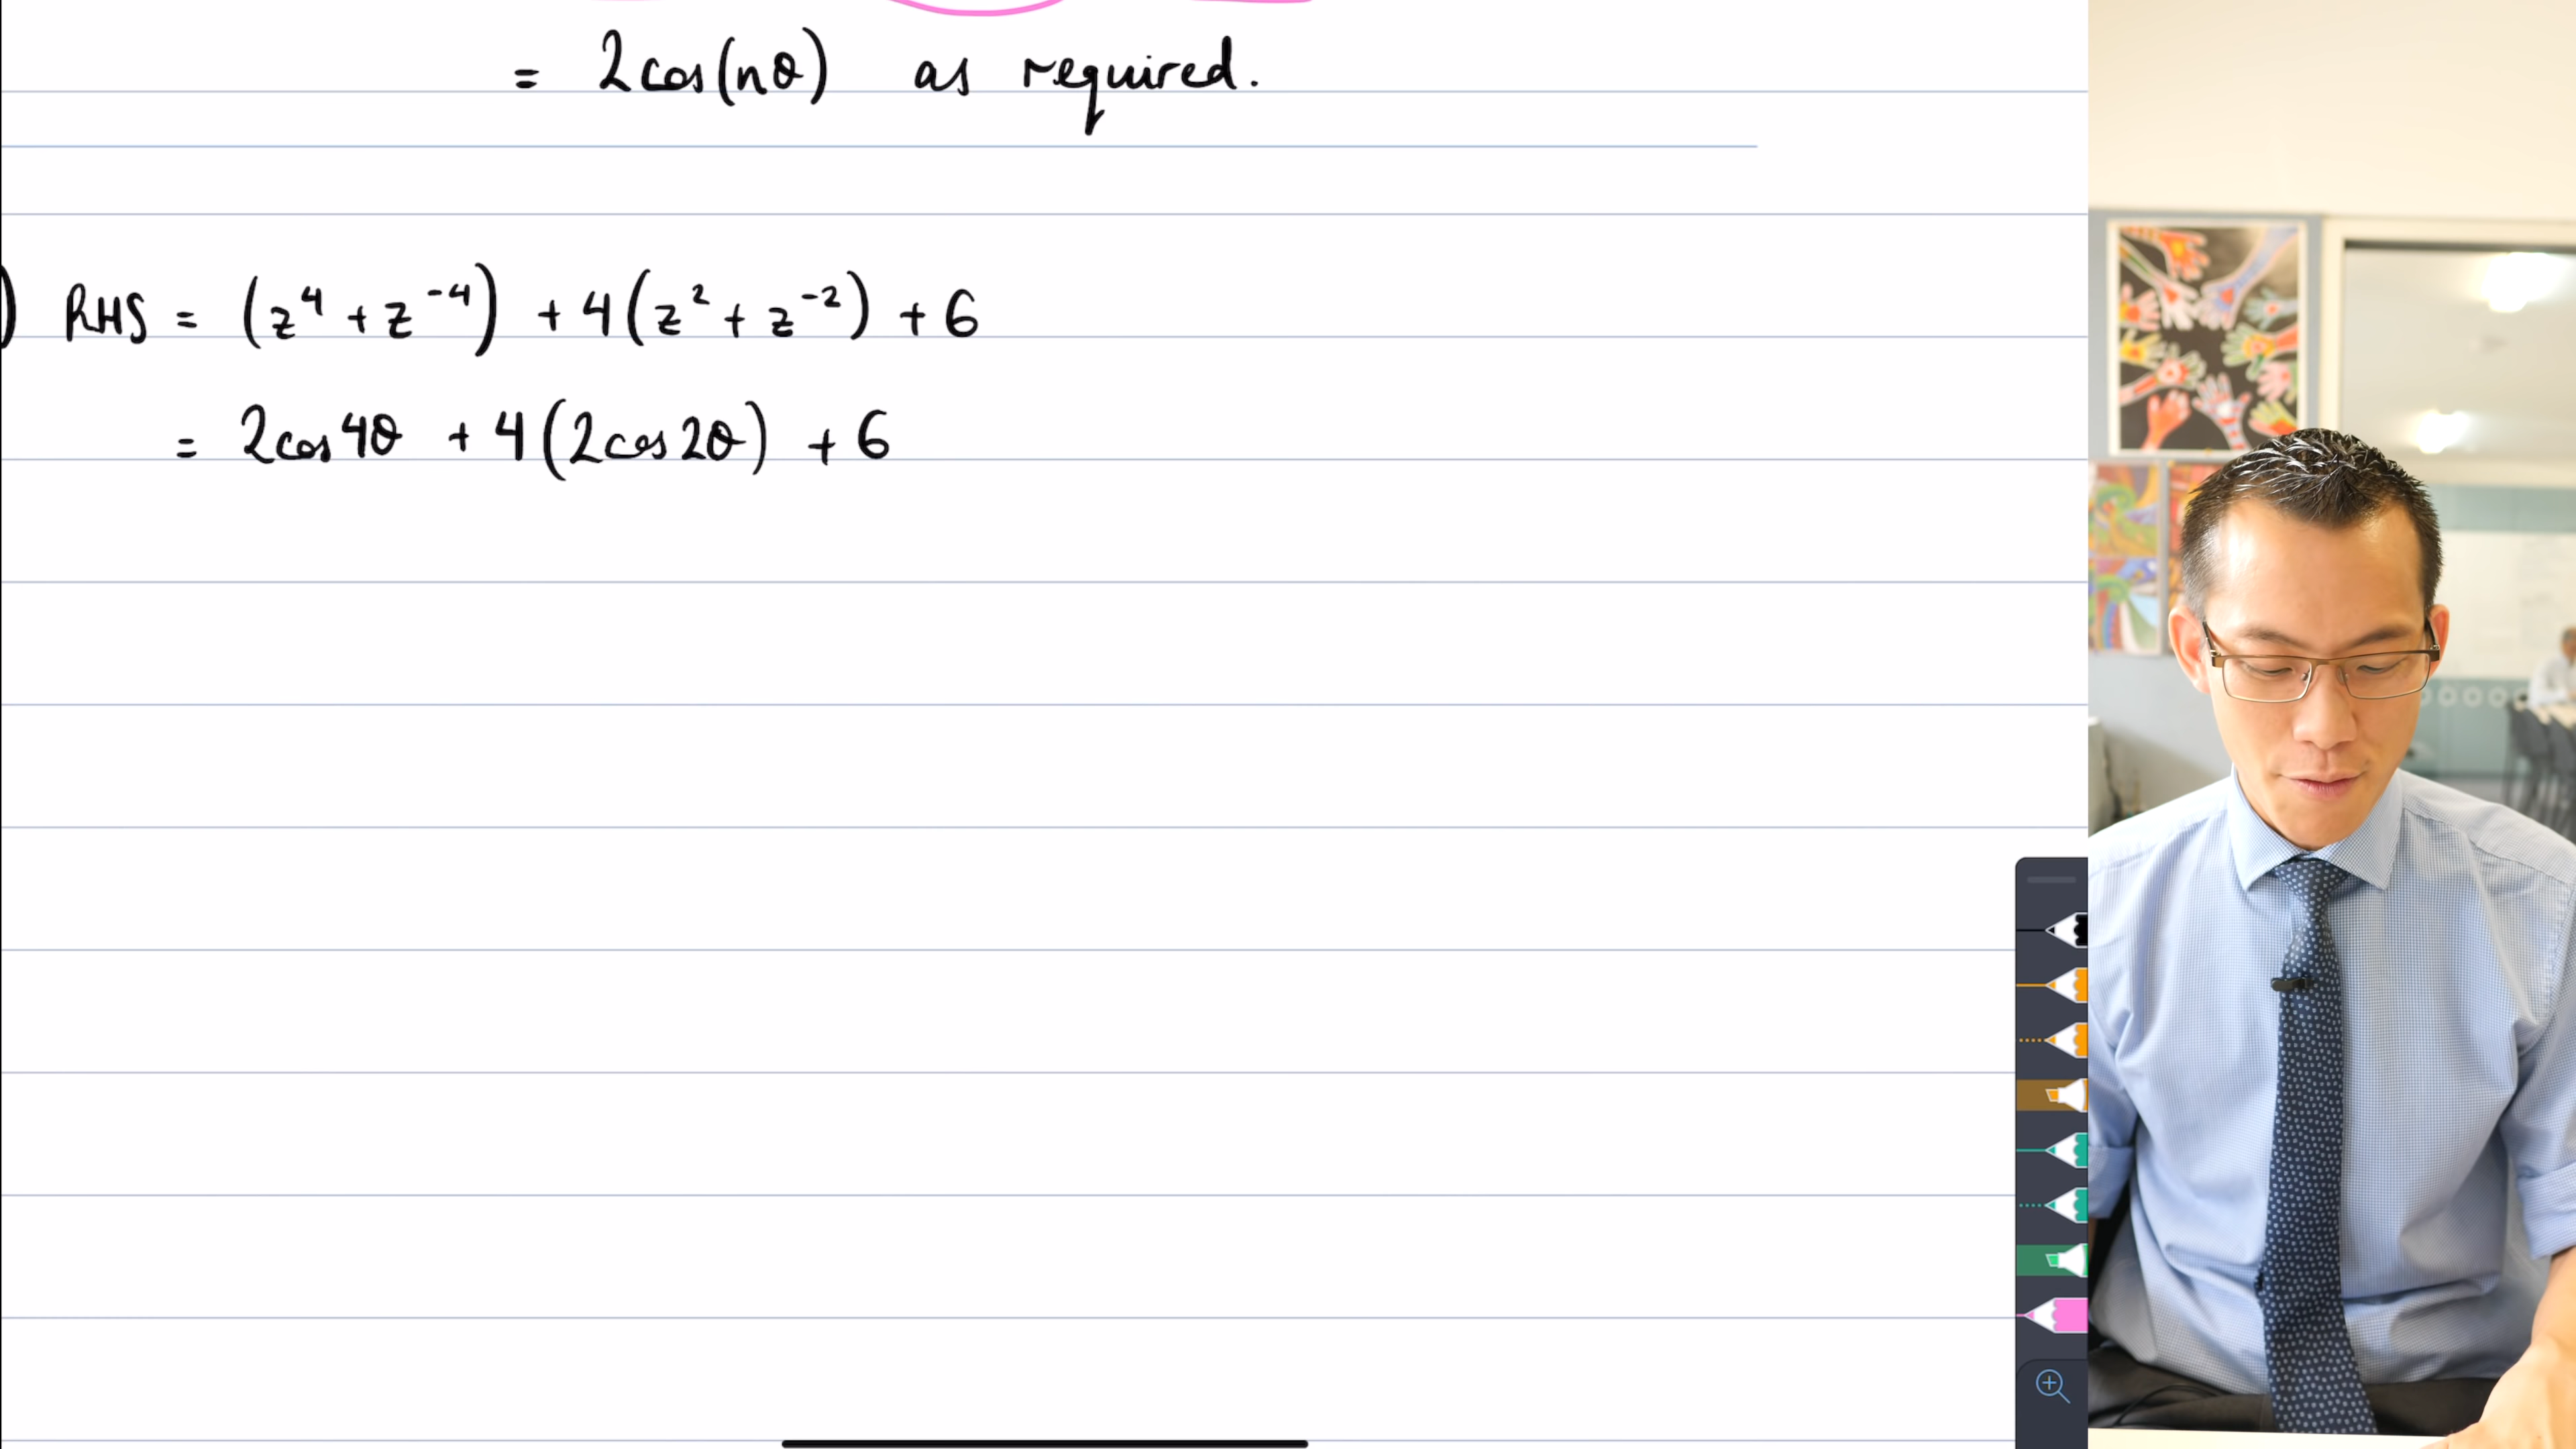 = 2cos(nθ) as required.
) RHS = (z⁴ + z⁻⁴) + 4(z² + z⁻²) + 6
= 2cos4θ + 4(2cos2θ) + 6